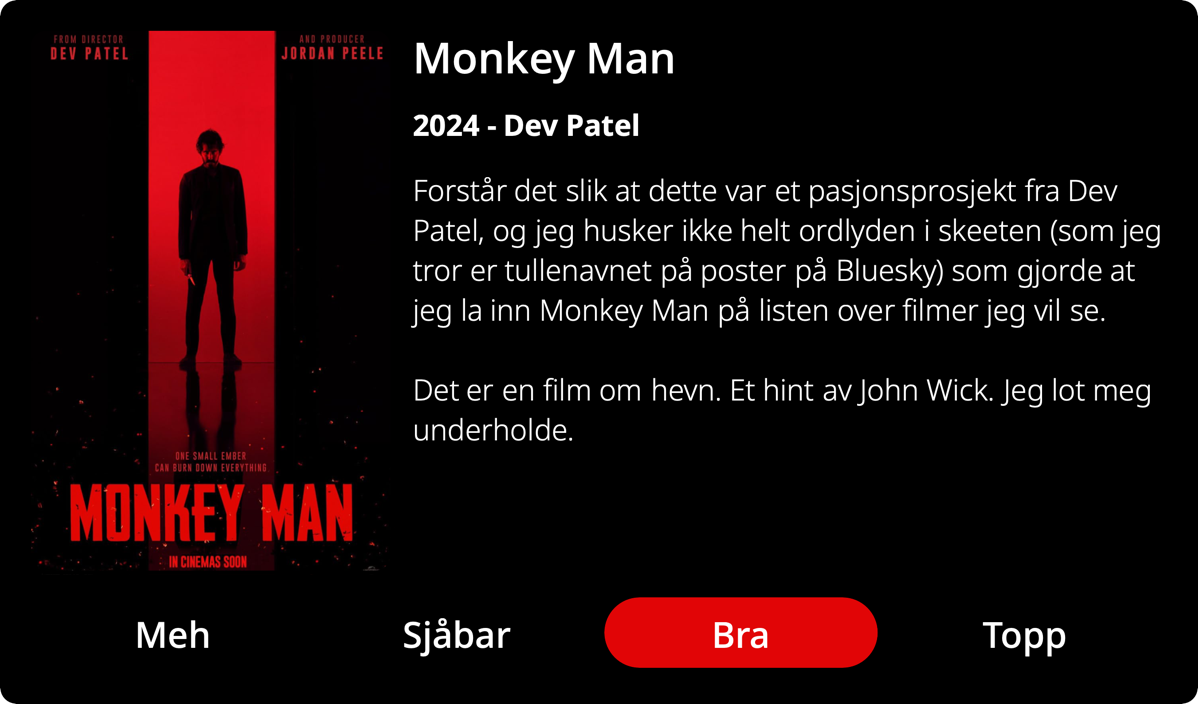 FROM DIRECTOR
DEV PATEL
AND PRODUCER
JORDAN PEELE
ONE SMALL EMBER
CAN BURN DOWN EVERYTHING
MONKEY MAN
IN CINEMAS SOON
Monkey Man
2024 - Dev Patel
Forstår det slik at dette var et pasjonsprosjekt fra Dev
Patel, og jeg husker ikke helt ordlyden i skeeten (som jeg
tror er tullenavnet på poster på Bluesky) som gjorde at
jeg la inn Monkey Man på listen over filmer jeg vil se.
Det er en film om hevn. Et hint av John Wick. Jeg lot meg
underholde.
Meh
Sjåbar
Bra
Topp